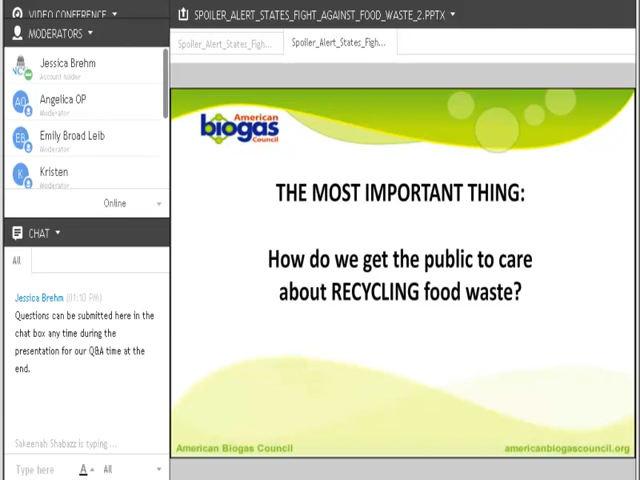 VIDEO CONFERENCE
SPOILER_ALERT_STATES_FIGHT_AGAINST_FOOD_WASTE_2.PPTX
MODERATORS
Spoiler_Alert_States_Figh...
Spoiler_Alert_States_Figh...
Jessica Brehm
Account holder
AO
Angelica OP
Moderator
EB
Emily Broad Leib
Moderator
K
Kristen
Moderator
Online
CHAT
All
Jessica Brehm (01:10 PM)
Questions can be submitted here in the
chat box any time during the
presentation for our Q&A time at the
end.
Sakeenah Shabazz is typing ...
Type here
A
All
American
biogas
Council
THE MOST IMPORTANT THING:
How do we get the public to care
about RECYCLING food waste?
American Biogas Council
americanbiogascouncil.org